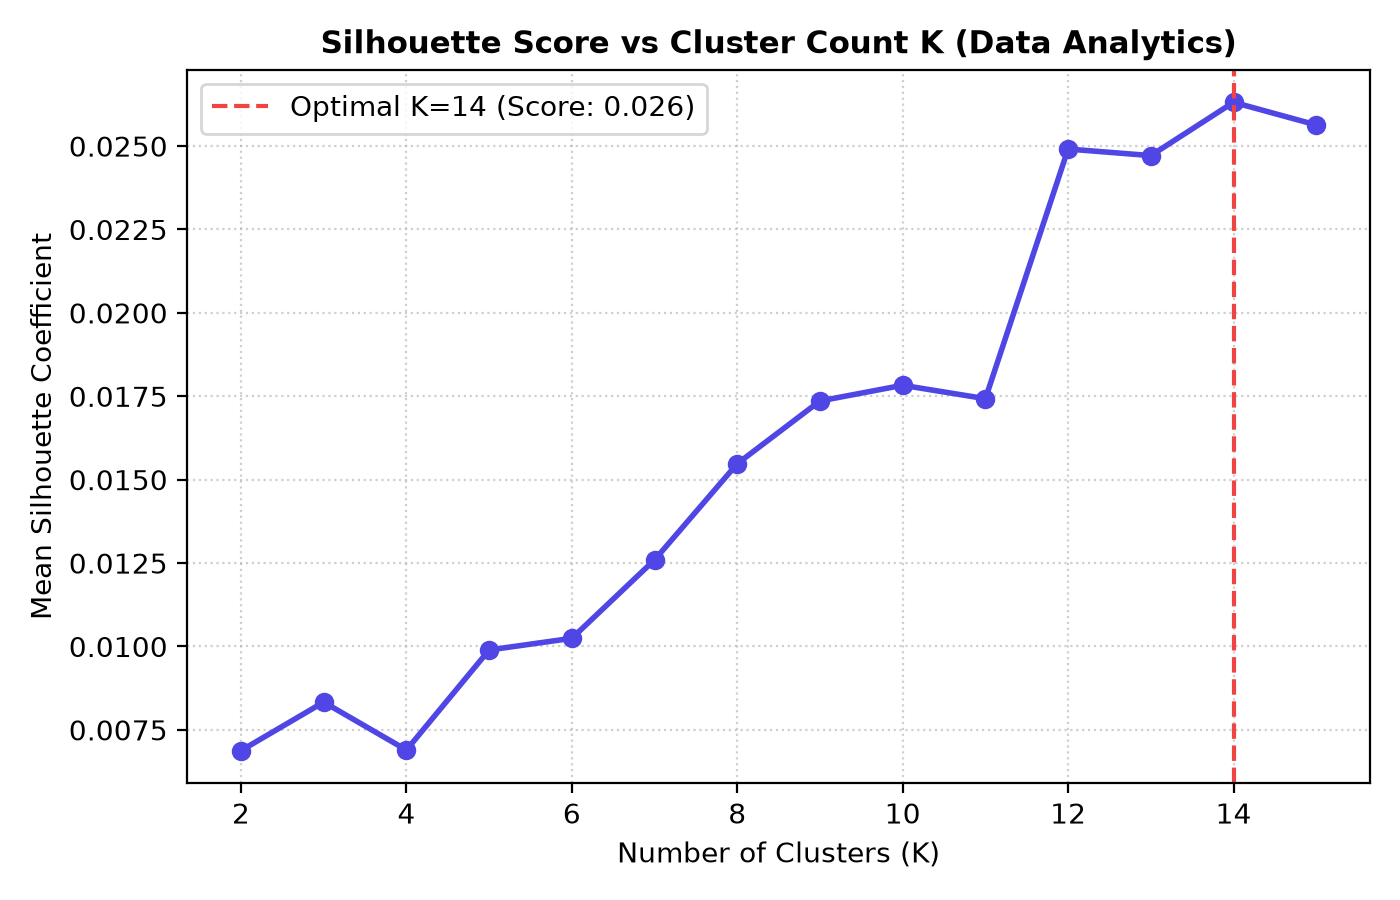 Silhouette Score vs Cluster Count K (Data Analytics)
Optimal K=14 (Score: 0.026)
Mean Silhouette Coefficient
0.0250
0.0225
0.0200
0.0175
0.0150
0.0125
0.0100
0.0075
2 4 6 8 10 12 14
Number of Clusters (K)